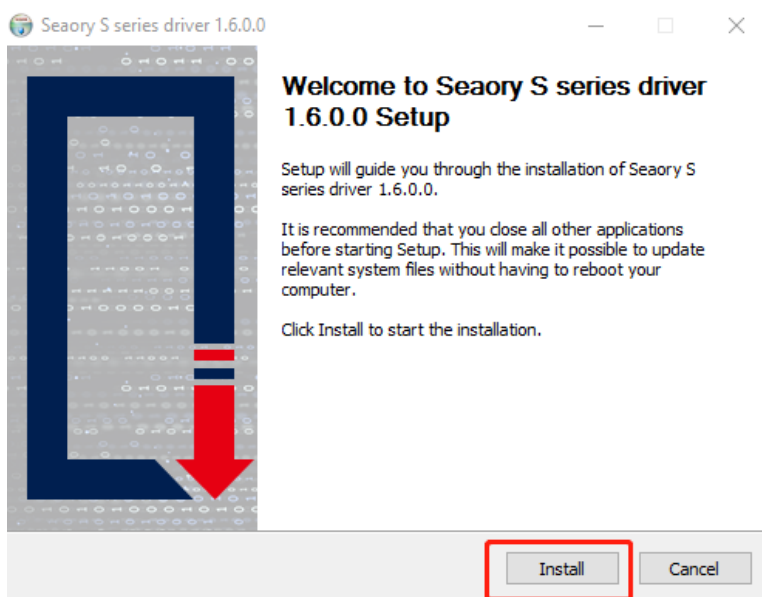 Seaory S series driver 1.6.0.0
Welcome to Seaory S series driver
1.6.0.0 Setup
Setup will guide you through the installation of Seaory S
series driver 1.6.0.0.
It is recommended that you close all other applications
before starting Setup. This will make it possible to update
relevant system files without having to reboot your
computer.
Click Install to start the installation.
Install
Cancel